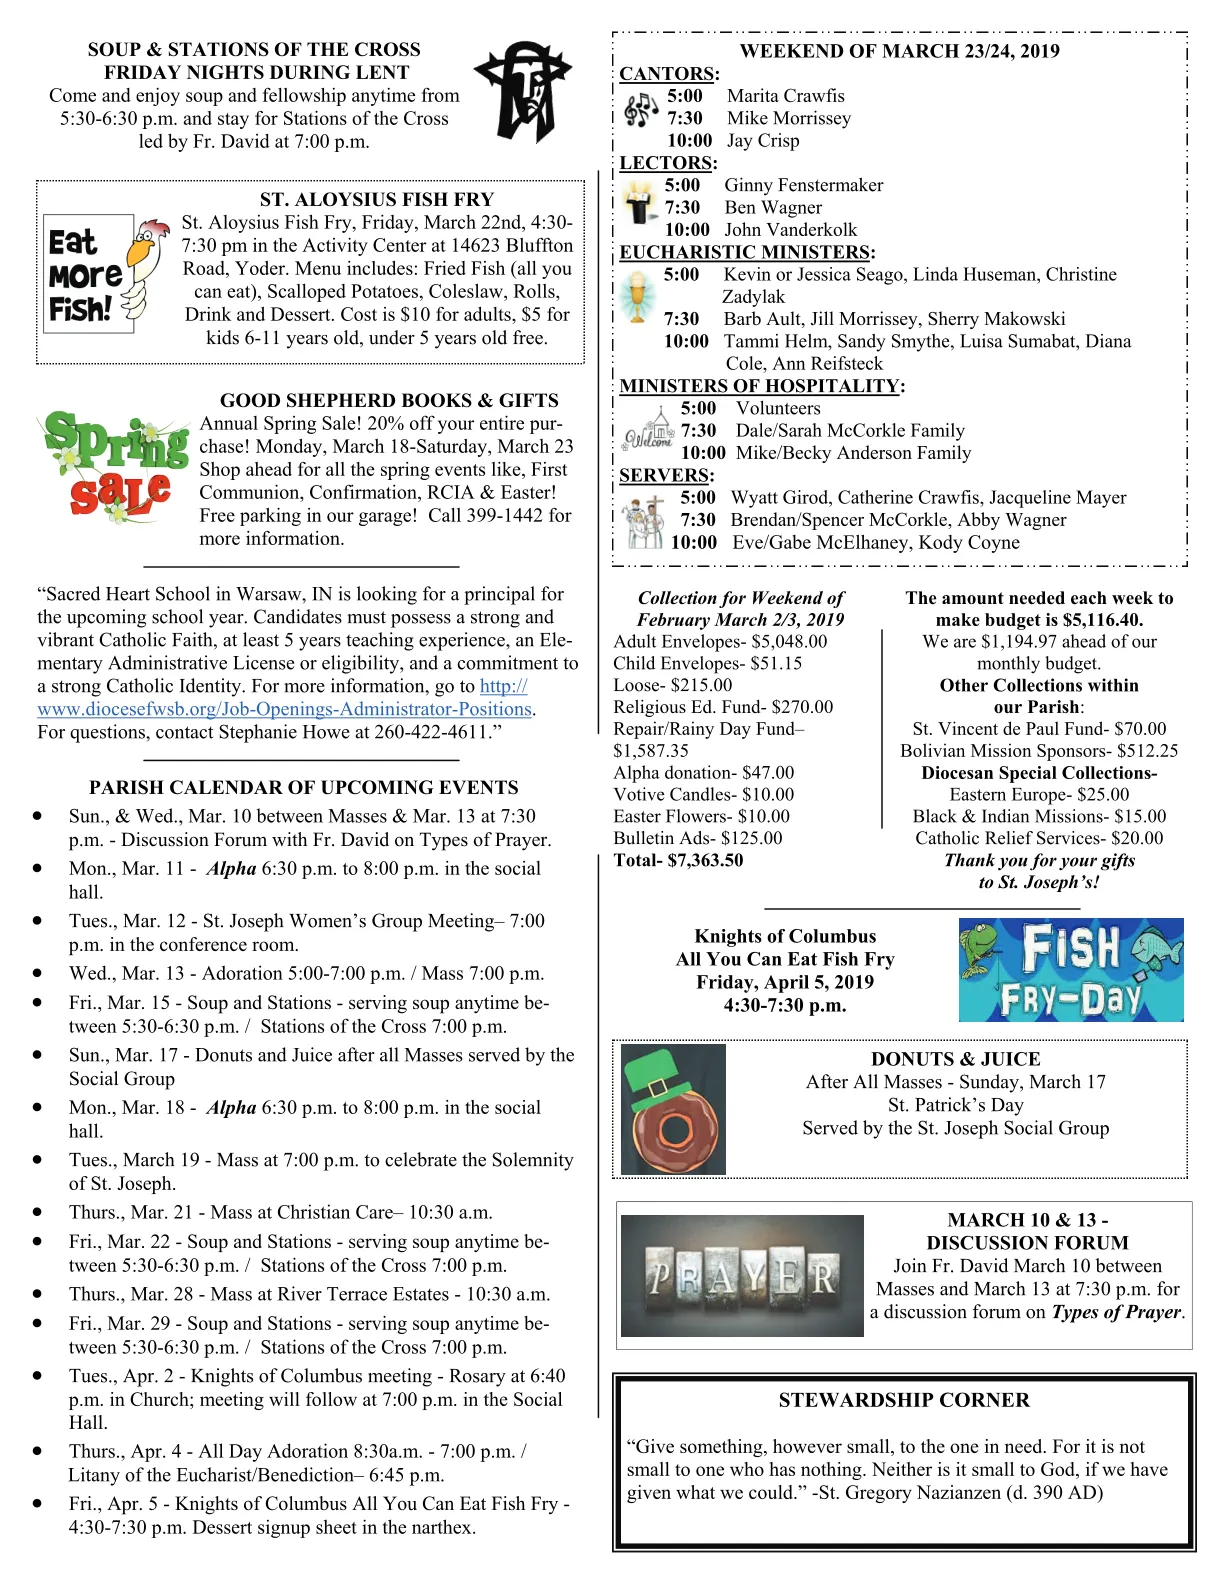 SOUP & STATIONS OF THE CROSS
FRIDAY NIGHTS DURING LENT
Come and enjoy soup and fellowship anytime from
5:30-6:30 p.m. and stay for Stations of the Cross
led by Fr. David at 7:00 p.m.
ST. ALOYSIUS FISH FRY
St. Aloysius Fish Fry, Friday, March 22nd, 4:30-
7:30 pm in the Activity Center at 14623 Bluffton
Road, Yoder. Menu includes: Fried Fish (all you
can eat), Scalloped Potatoes, Coleslaw, Rolls,
Drink and Dessert. Cost is $10 for adults, $5 for
kids 6-11 years old, under 5 years old free.
Eat
More
Fish!
GOOD SHEPHERD BOOKS & GIFTS
Annual Spring Sale! 20% off your entire pur-
chase! Monday, March 18-Saturday, March 23
Shop ahead for all the spring events like, First
Communion, Confirmation, RCIA & Easter!
Free parking in our garage!  Call 399-1442 for
more information.
Spring
Sale
“Sacred Heart School in Warsaw, IN is looking for a principal for
the upcoming school year. Candidates must possess a strong and
vibrant Catholic Faith, at least 5 years teaching experience, an Ele-
mentary Administrative License or eligibility, and a commitment to
a strong Catholic Identity. For more information, go to http://
www.diocesefwsb.org/Job-Openings-Administrator-Positions.
For questions, contact Stephanie Howe at 260-422-4611.”
PARISH CALENDAR OF UPCOMING EVENTS
• Sun., & Wed., Mar. 10 between Masses & Mar. 13 at 7:30
p.m. - Discussion Forum with Fr. David on Types of Prayer.
• Mon., Mar. 11 -  Alpha 6:30 p.m. to 8:00 p.m. in the social
hall.
• Tues., Mar. 12 - St. Joseph Women’s Group Meeting– 7:00
p.m. in the conference room.
• Wed., Mar. 13 - Adoration 5:00-7:00 p.m. / Mass 7:00 p.m.
• Fri., Mar. 15 - Soup and Stations - serving soup anytime be-
tween 5:30-6:30 p.m. /  Stations of the Cross 7:00 p.m.
• Sun., Mar. 17 - Donuts and Juice after all Masses served by the
Social Group
• Mon., Mar. 18 -  Alpha 6:30 p.m. to 8:00 p.m. in the social
hall.
• Tues., March 19 - Mass at 7:00 p.m. to celebrate the Solemnity
of St. Joseph.
• Thurs., Mar. 21 - Mass at Christian Care– 10:30 a.m.
• Fri., Mar. 22 - Soup and Stations - serving soup anytime be-
tween 5:30-6:30 p.m. /  Stations of the Cross 7:00 p.m.
• Thurs., Mar. 28 - Mass at River Terrace Estates - 10:30 a.m.
• Fri., Mar. 29 - Soup and Stations - serving soup anytime be-
tween 5:30-6:30 p.m. /  Stations of the Cross 7:00 p.m.
• Tues., Apr. 2 - Knights of Columbus meeting - Rosary at 6:40
p.m. in Church; meeting will follow at 7:00 p.m. in the Social
Hall.
• Thurs., Apr. 4 - All Day Adoration 8:30a.m. - 7:00 p.m. /
Litany of the Eucharist/Benediction– 6:45 p.m.
• Fri., Apr. 5 - Knights of Columbus All You Can Eat Fish Fry -
4:30-7:30 p.m. Dessert signup sheet in the narthex.
WEEKEND OF MARCH 23/24, 2019
CANTORS:
5:00 Marita Crawfis
7:30 Mike Morrissey
10:00 Jay Crisp
LECTORS:
5:00 Ginny Fenstermaker
7:30 Ben Wagner
10:00 John Vanderkolk
EUCHARISTIC MINISTERS:
5:00 Kevin or Jessica Seago, Linda Huseman, Christine
Zadylak
7:30 Barb Ault, Jill Morrissey, Sherry Makowski
10:00 Tammi Helm, Sandy Smythe, Luisa Sumabat, Diana
Cole, Ann Reifsteck
MINISTERS OF HOSPITALITY:
5:00 Volunteers
7:30 Dale/Sarah McCorkle Family
10:00 Mike/Becky Anderson Family
Welcome
SERVERS:
5:00 Wyatt Girod, Catherine Crawfis, Jacqueline Mayer
7:30 Brendan/Spencer McCorkle, Abby Wagner
10:00 Eve/Gabe McElhaney, Kody Coyne
Collection for Weekend of
February March 2/3, 2019
Adult Envelopes- $5,048.00
Child Envelopes- $51.15
Loose- $215.00
Religious Ed. Fund- $270.00
Repair/Rainy Day Fund–
$1,587.35
Alpha donation- $47.00
Votive Candles- $10.00
Easter Flowers- $10.00
Bulletin Ads- $125.00
Total- $7,363.50
The amount needed each week to
make budget is $5,116.40.
We are $1,194.97 ahead of our
monthly budget.
Other Collections within
our Parish:
St. Vincent de Paul Fund- $70.00
Bolivian Mission Sponsors- $512.25
Diocesan Special Collections-
Eastern Europe- $25.00
Black & Indian Missions- $15.00
Catholic Relief Services- $20.00
Thank you for your gifts
to St. Joseph’s!
Knights of Columbus
All You Can Eat Fish Fry
Friday, April 5, 2019
4:30-7:30 p.m.
FISH
FRY-DAY
DONUTS & JUICE
After All Masses - Sunday, March 17
St. Patrick’s Day
Served by the St. Joseph Social Group
PRAYER
MARCH 10 & 13 -
DISCUSSION FORUM
Join Fr. David March 10 between
Masses and March 13 at 7:30 p.m. for
a discussion forum on Types of Prayer.
STEWARDSHIP CORNER
“Give something, however small, to the one in need. For it is not
small to one who has nothing. Neither is it small to God, if we have
given what we could.” -St. Gregory Nazianzen (d. 390 AD)